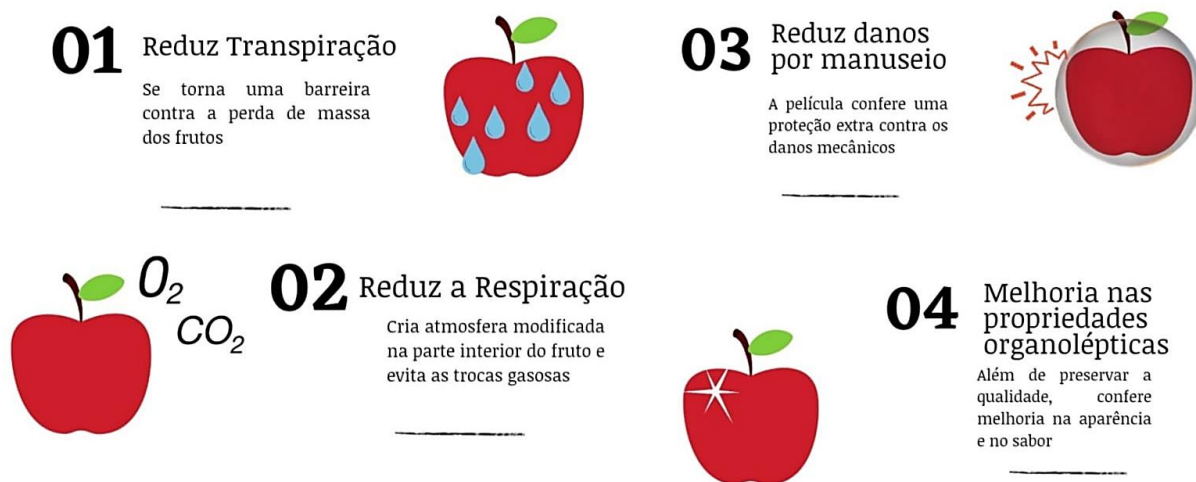 01
Reduz Transpiração
Se torna uma barreira
contra a perda de massa
dos frutos
O₂
CO₂
02
Reduz a Respiração
Cria atmosfera modificada
na parte interior do fruto e
evita as trocas gasosas
03
Reduz danos
por manuseio
A película confere uma
proteção extra contra os
danos mecânicos
04
Melhoria nas
propriedades
organolépticas
Além de preservar a
qualidade, confere
melhoria na aparência
e no sabor